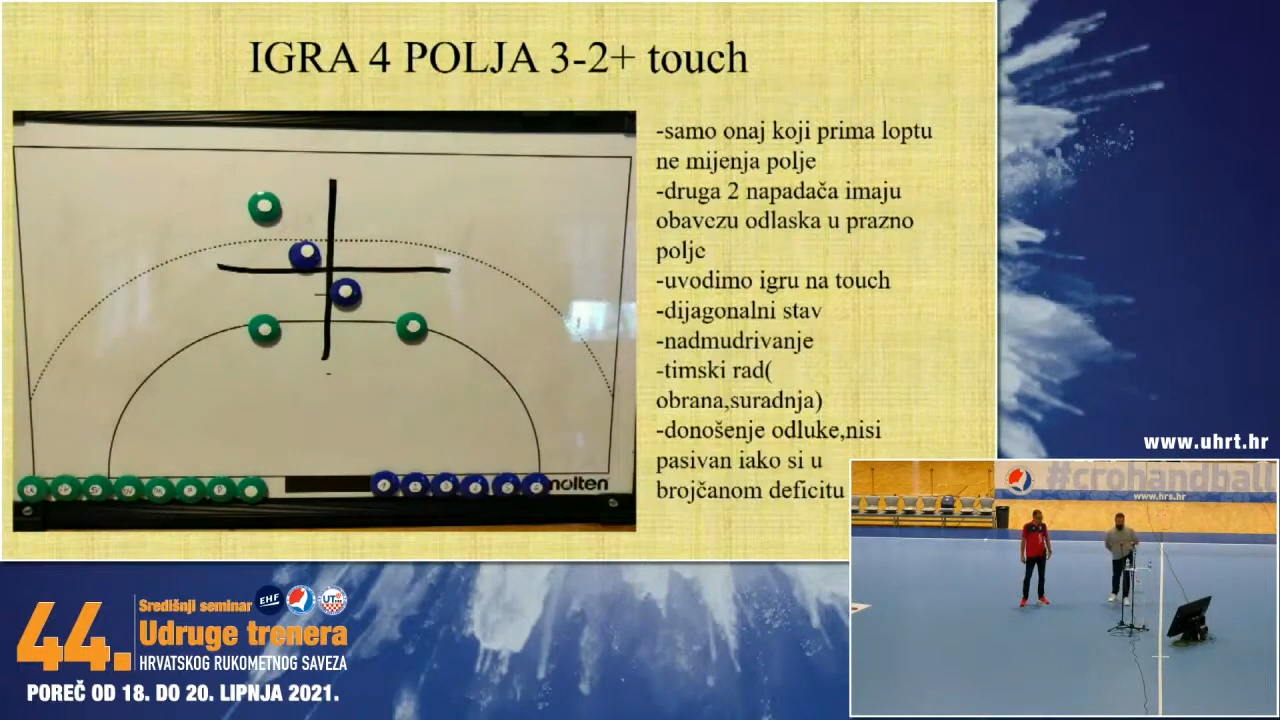 IGRA 4 POLJA 3-2+ touch
-samo onaj koji prima loptu
ne mijenja polje
-druga 2 napadača imaju
obavczu odlaska u prazno
polje
-uvodimo igru na touch
-dijagonalni stav
-nadmudrivanje
-timski rad(
obrana,suradnja)
-donošenje odluke,nisi
pasivan iako si u
brojčanom deficitu
molten
www.uhrt.hr
#crohandball
www.hrs.hr
44.
Središnji seminar
EHF
Udruge trenera
HRVATSKOG RUKOMETNOG SAVEZA
POREČ OD 18. DO 20. LIPNJA 2021.